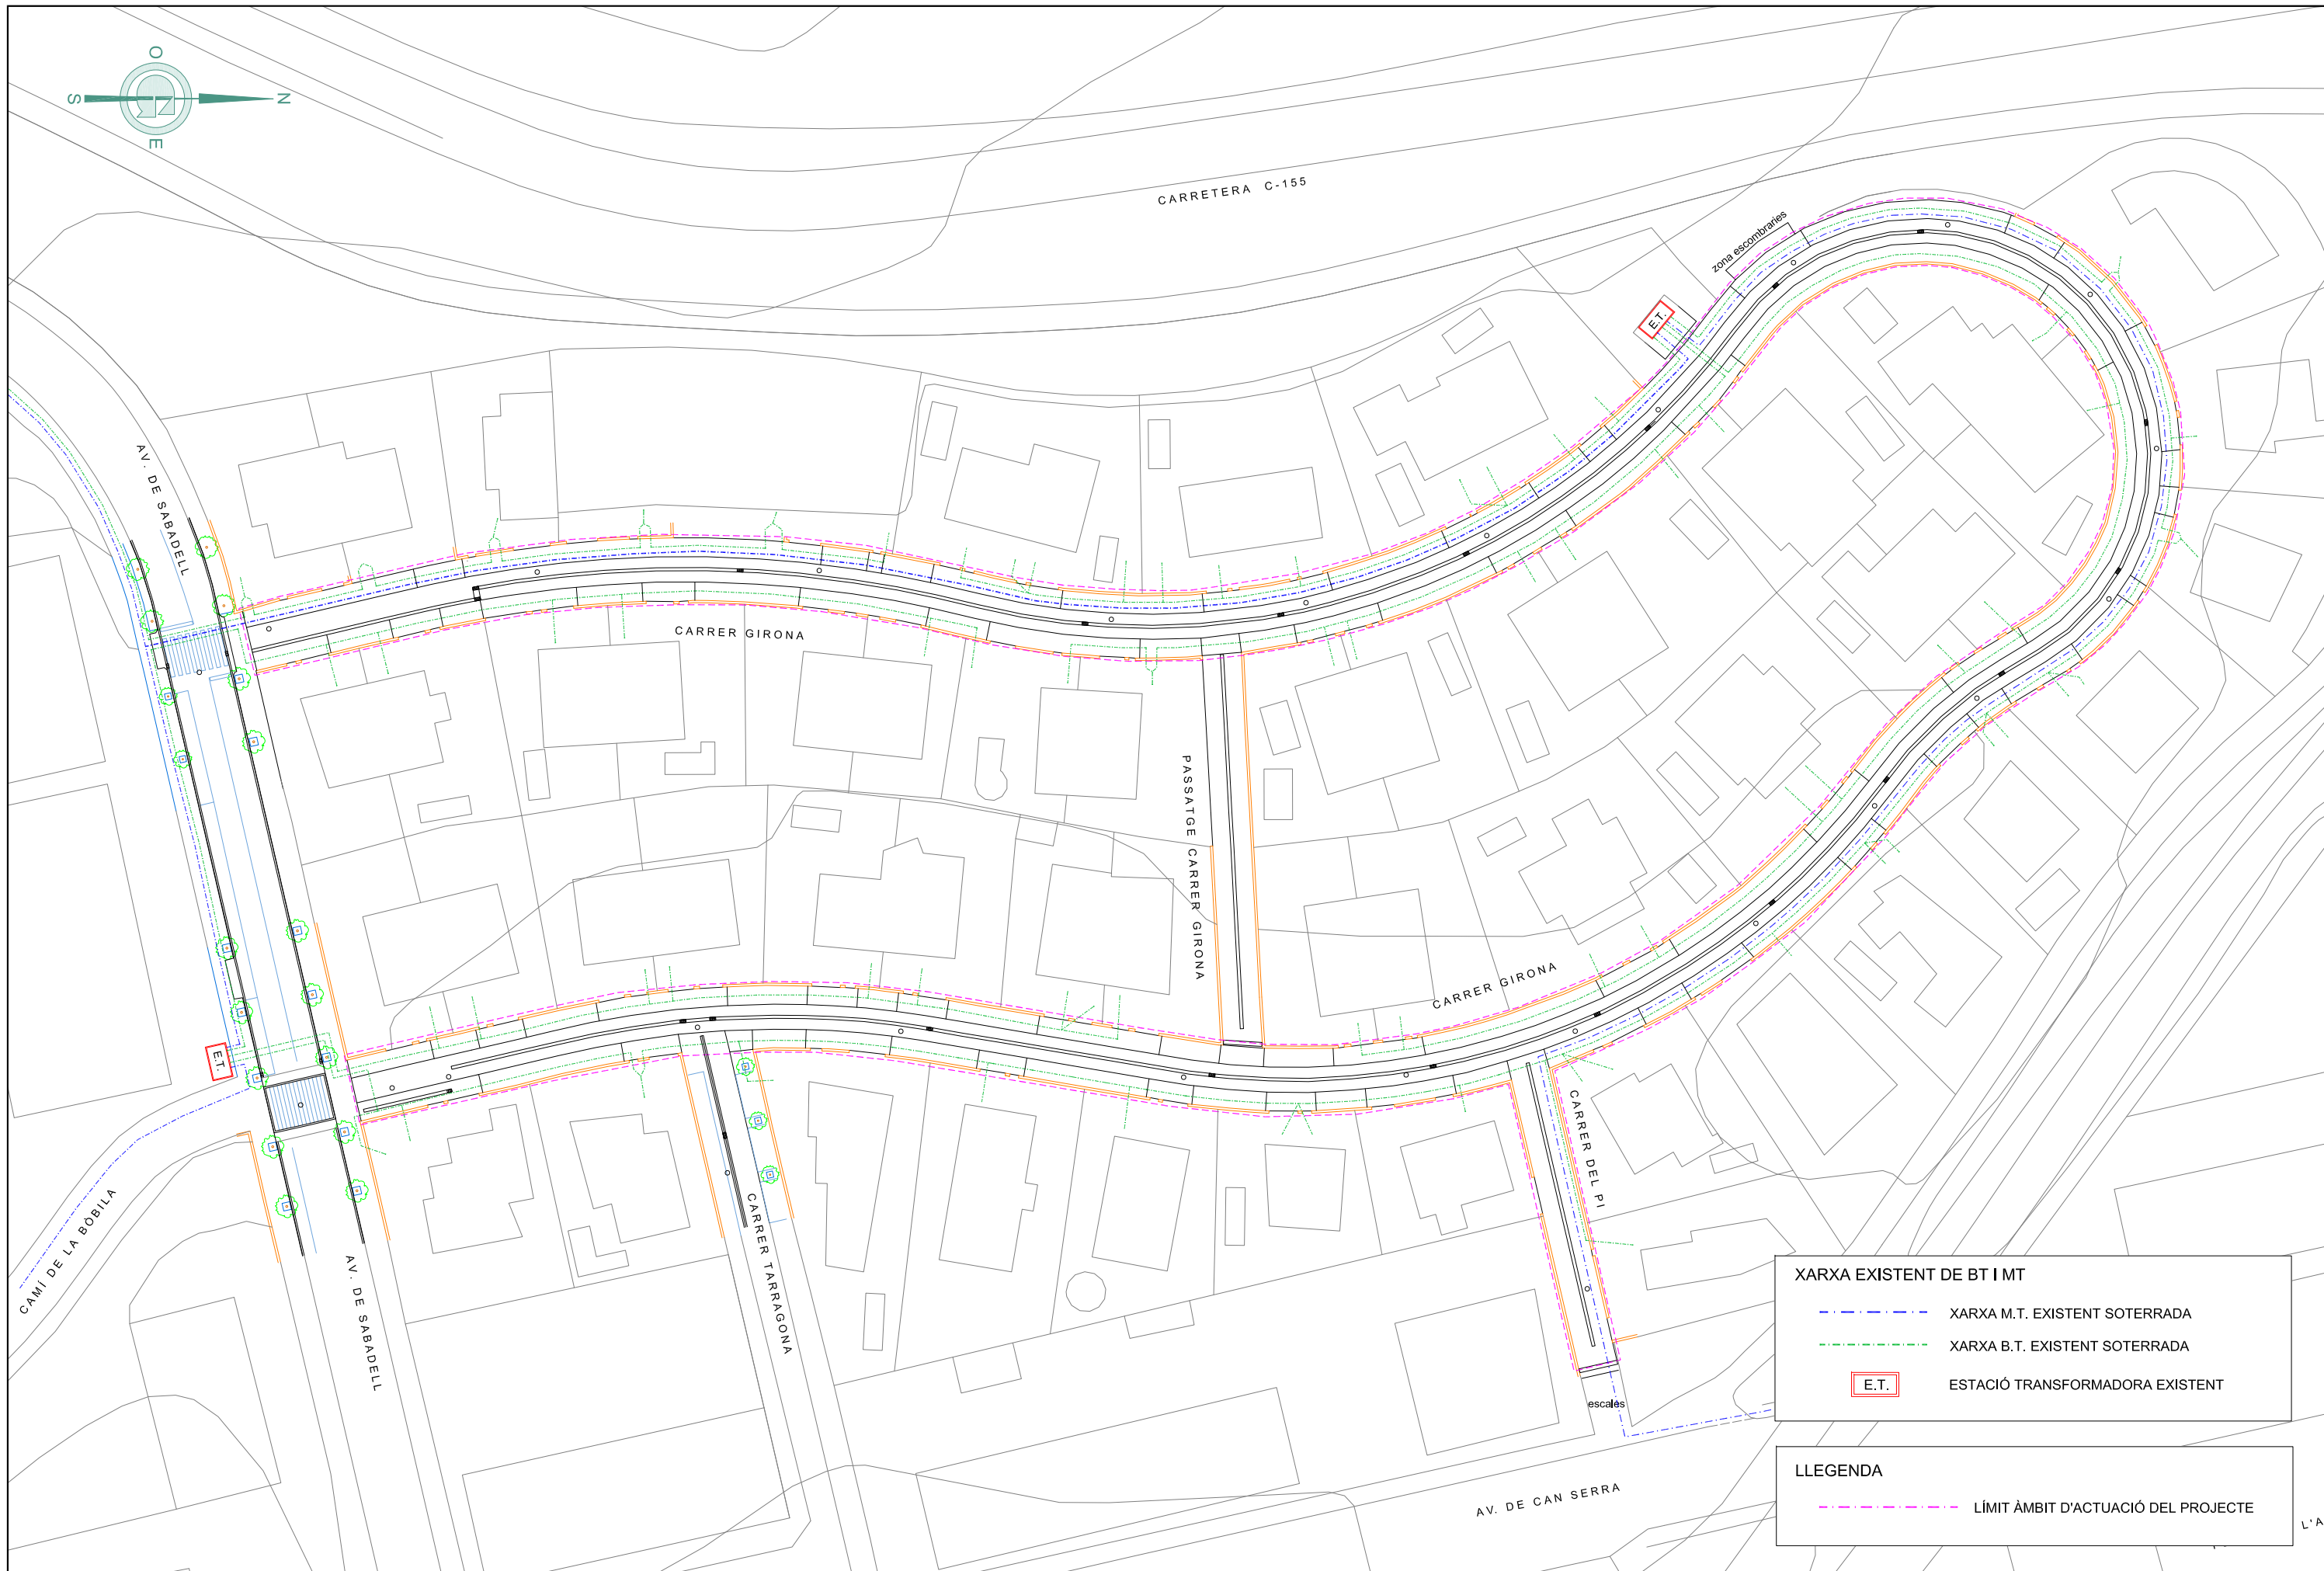 O
S
N
E
CARRETERA C-155
zona escombraries
E.T.
AV. DE SABADELL
CARRER GIRONA
PASSATGE CARRER GIRONA
CARRER GIRONA
E.T.
CARRER DEL PI
CAMÍ DE LA BÒBILA
AV. DE SABADELL
CARRER TARRAGONA
escales
AV. DE CAN SERRA
XARXA EXISTENT DE BT I MT
XARXA M.T. EXISTENT SOTERRADA
XARXA B.T. EXISTENT SOTERRADA
E.T. ESTACIÓ TRANSFORMADORA EXISTENT
LLEGENDA
LÍMIT ÀMBIT D'ACTUACIÓ DEL PROJECTE